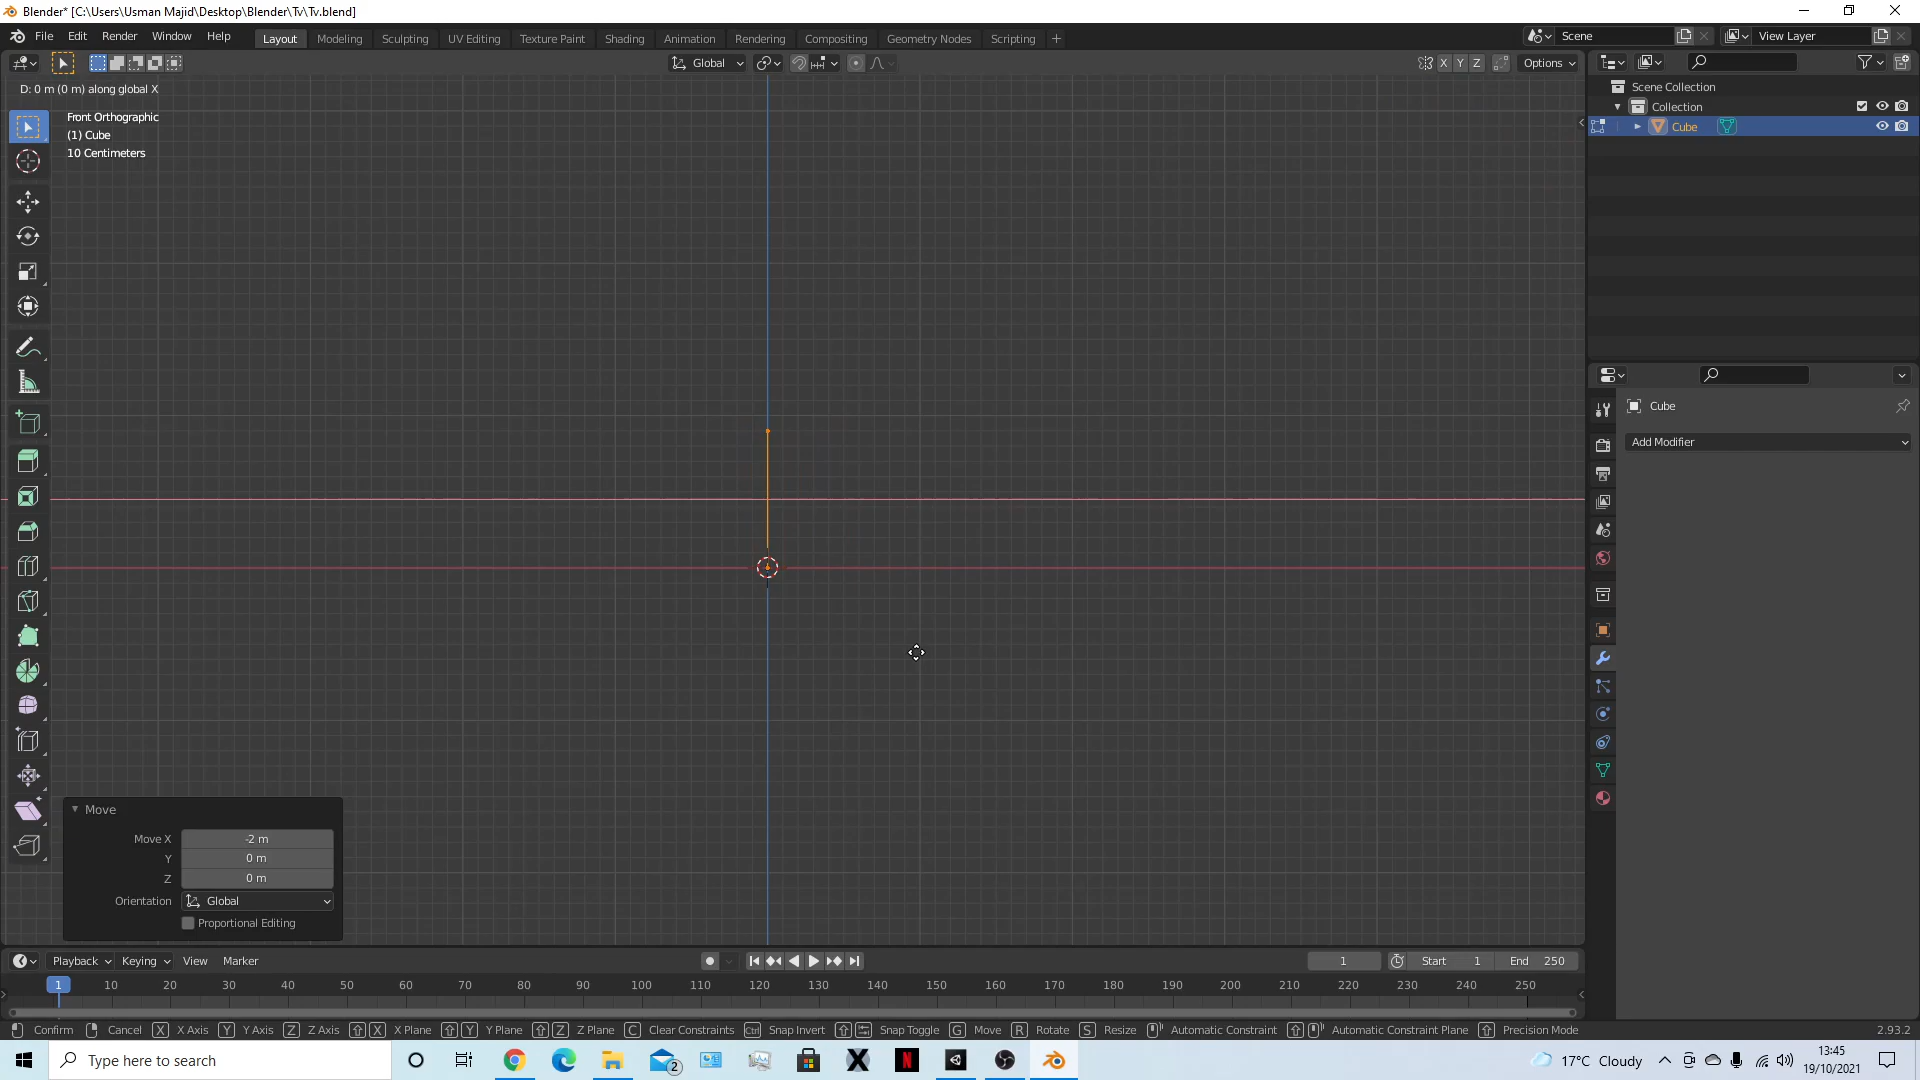 Blender* [C:\Users\Usman Majid\Desktop\Blender\Tv\Tv.blend]
File Edit Render Window Help Layout Modeling Sculpting UV Editing Texture Paint Shading Animation Rendering Compositing Geometry Nodes Scripting + Scene View Layer
Global X Y Z Options
D: 0 m (0 m) along global X
Front Orthographic
(1) Cube
10 Centimeters
Scene Collection
Collection
Cube
Cube
Add Modifier
Move
Move X -2 m
Y 0 m
Z 0 m
Orientation Global
Proportional Editing
Playback Keying View Marker 1 Start 1 End 250
1 10 20 30 40 50 60 70 80 90 100 110 120 130 140 150 160 170 180 190 200 210 220 230 240 250
Confirm Cancel X X Axis Y Y Axis Z Z Axis X X Plane Y Y Plane Z Z Plane C Clear Constraints Ctrl Snap Invert Snap Toggle G Move R Rotate S Resize Automatic Constraint Automatic Constraint Plane Precision Mode 2.93.2
Type here to search 2 N 17°C Cloudy 13:45
19/10/2021